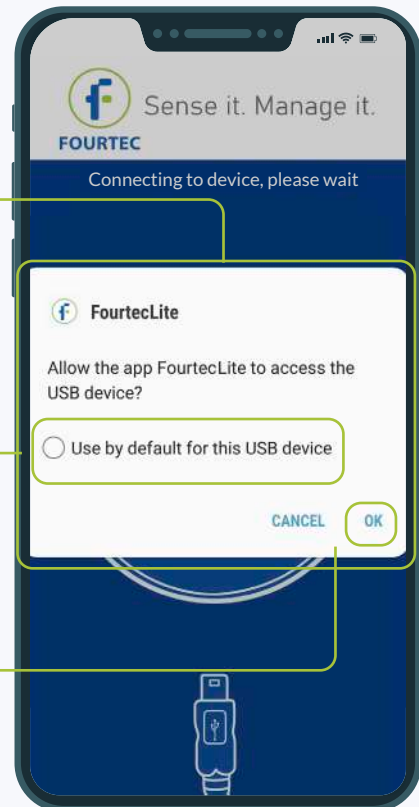 Sense it. Manage it.
FOURTEC
Connecting to device, please wait
FourtecLite
Allow the app FourtecLite to access the
USB device?
Use by default for this USB device
CANCEL OK